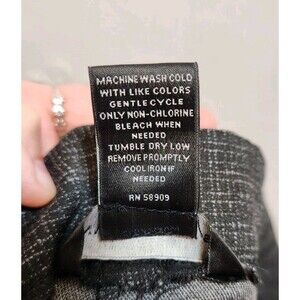 MACHINE WASH COLD
WITH LIKE COLORS
GENTLE CYCLE
ONLY NON-CHLORINE
BLEACH WHEN
NEEDED
TUMBLE DRY LOW
REMOVE PROMPTLY
COOL IRON IF
NEEDED
RN 58909